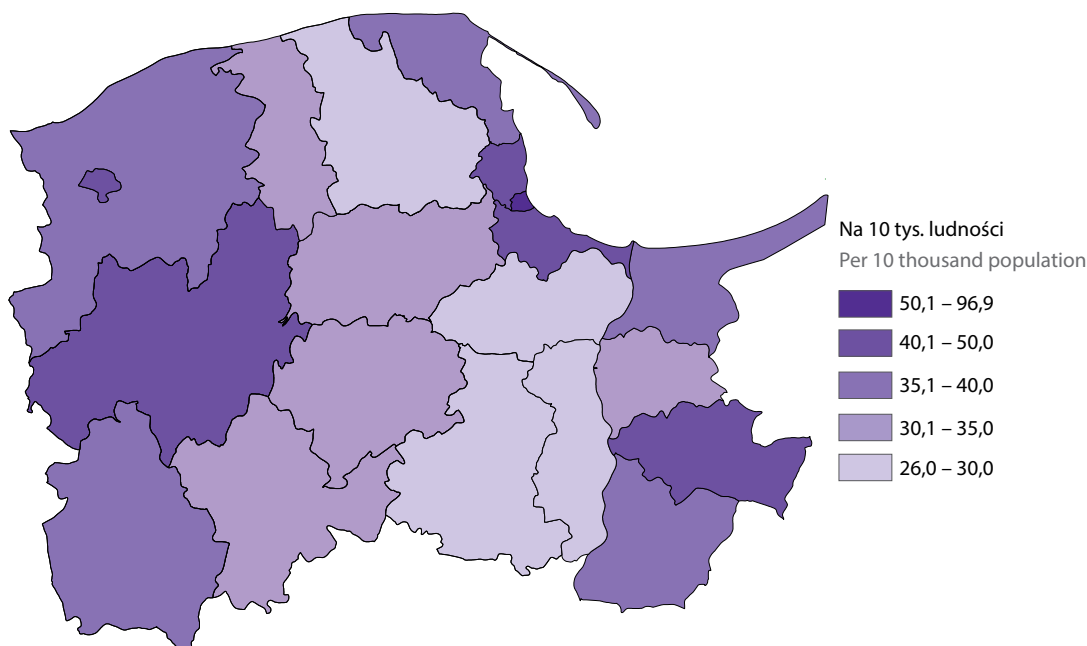 Na 10 tys. ludności
Per 10 thousand population
50,1 – 96,9
40,1 – 50,0
35,1 – 40,0
30,1 – 35,0
26,0 – 30,0